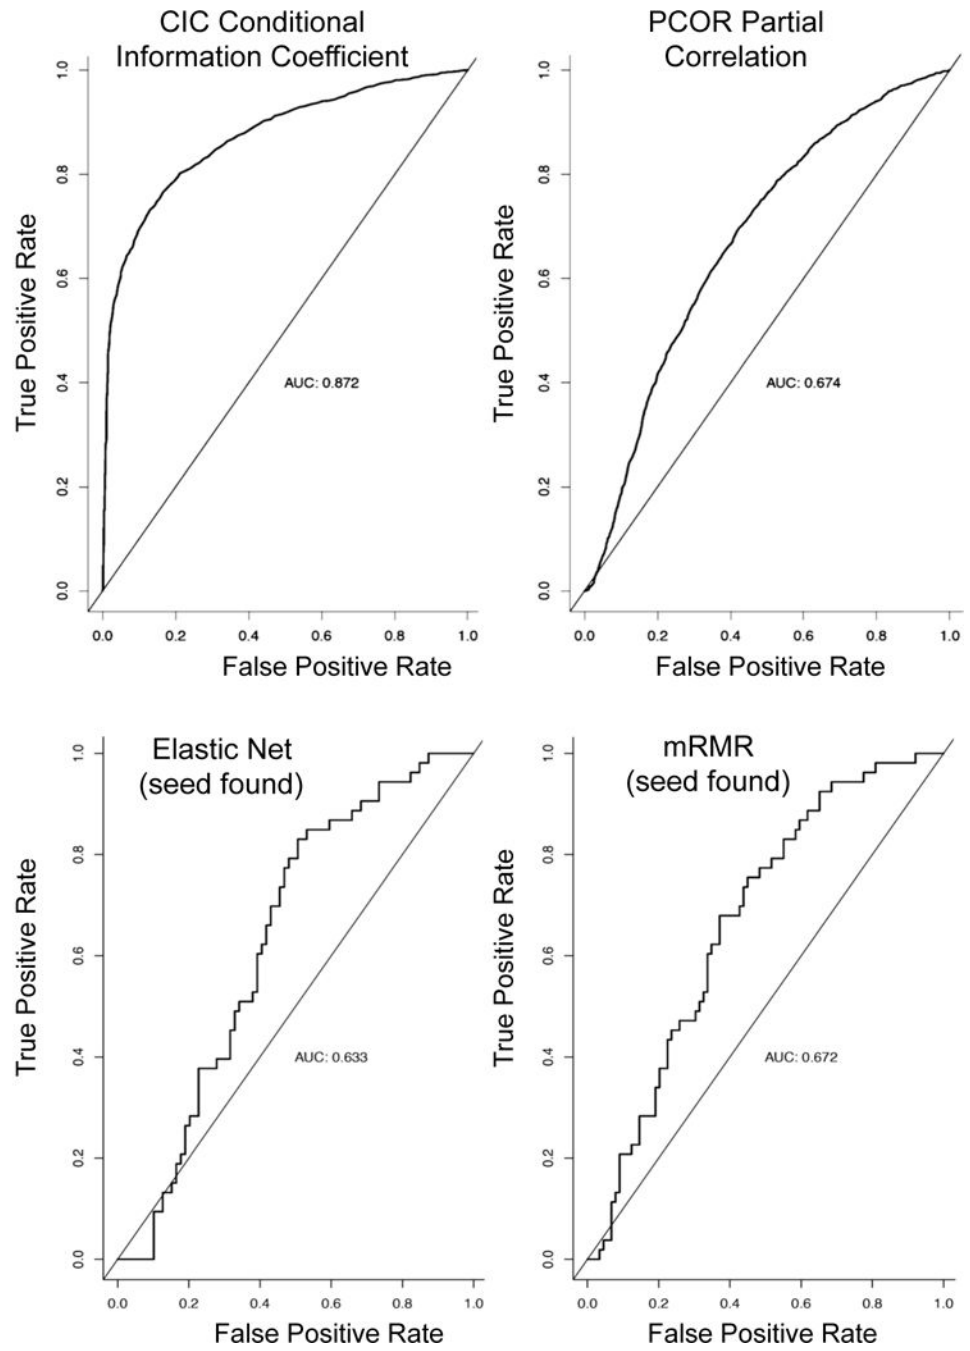 CIC Conditional
Information Coefficient
1.0
0.8
0.6
0.4
0.2
0.0
True Positive Rate
AUC: 0.872
0.0 0.2 0.4 0.6 0.8 1.0
False Positive Rate
PCOR Partial
Correlation
1.0
0.8
0.6
0.4
0.2
0.0
True Positive Rate
AUC: 0.674
0.0 0.2 0.4 0.6 0.8 1.0
False Positive Rate
Elastic Net
(seed found)
1.0
0.8
0.6
0.4
0.2
0.0
True Positive Rate
AUC: 0.633
0.0 0.2 0.4 0.6 0.8 1.0
False Positive Rate
mRMR
(seed found)
1.0
0.8
0.6
0.4
0.2
0.0
True Positive Rate
AUC: 0.672
0.0 0.2 0.4 0.6 0.8 1.0
False Positive Rate